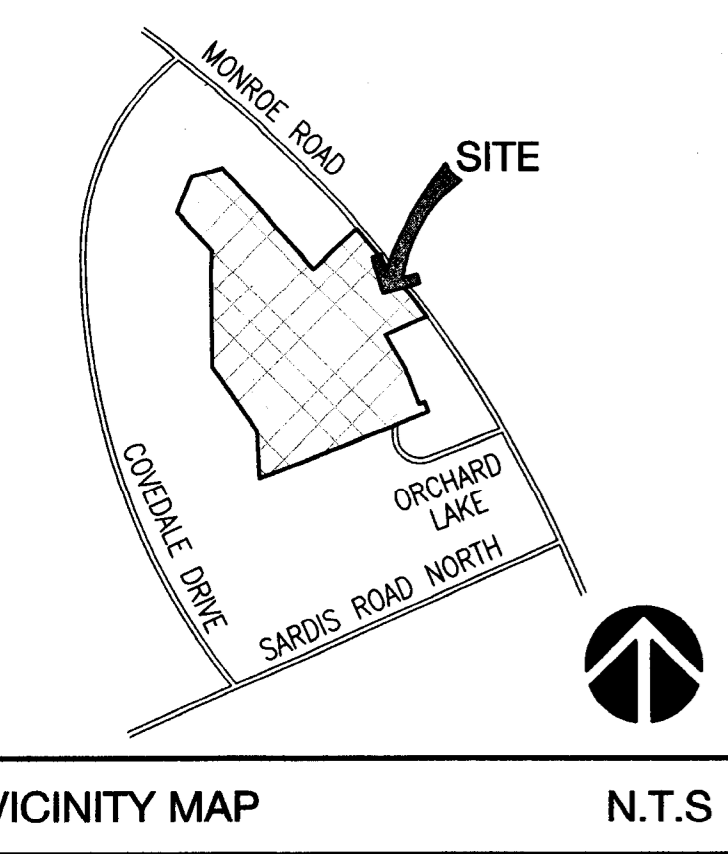 MONROE ROAD
SITE
COVEDALE DRIVE
ORCHARD
LAKE
SARDIS ROAD NORTH
VICINITY MAP N.T.S